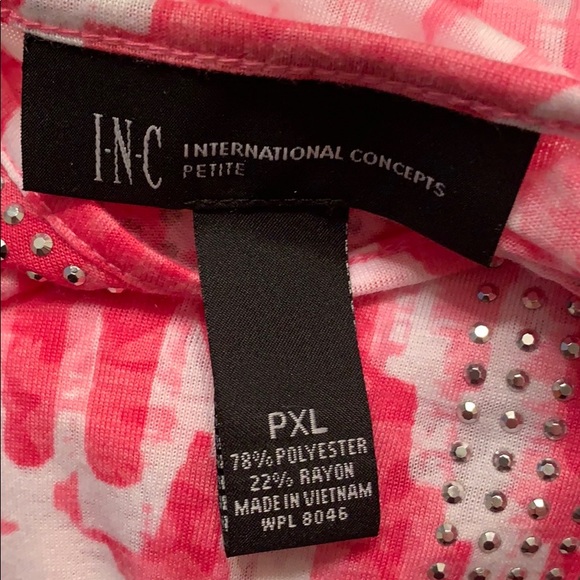 I-N-C INTERNATIONAL CONCEPTS
PETITE
PXL
78% POLYESTER
22% RAYON
MADE IN VIETNAM
WPL 8046